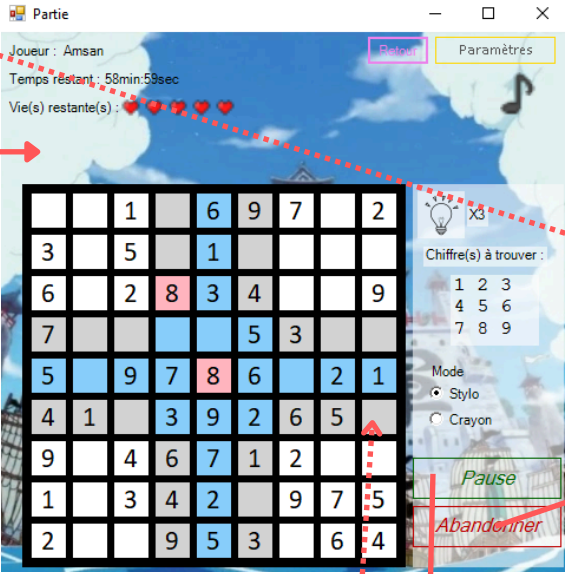 Partie
Joueur : Amsan
Retour
Paramètres
Temps restant : 58min:59sec
Vie(s) restante(s) :
1 6 9 7 2
3 5 1
6 2 8 3 4 9
7 5 3
5 9 7 8 6 2 1
4 1 3 9 2 6 5
9 4 6 7 1 2
1 3 4 2 9 7 5
2 9 5 3 6 4
X3
Chiffre(s) à trouver :
1 2 3
4 5 6
7 8 9
Mode
Stylo
Crayon
Pause
Abandonner